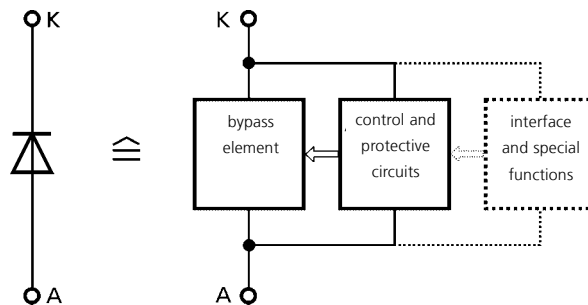 K
A
K
bypass
element
control and
protective
circuits
interface
and special
functions
A